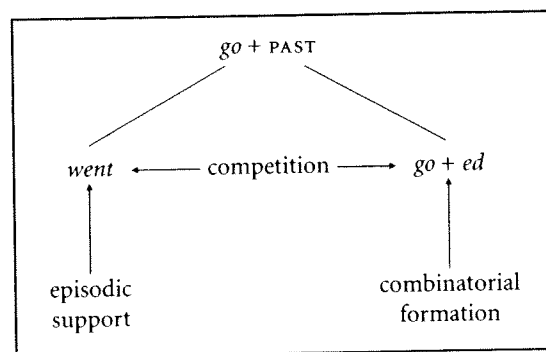 go + PAST
went
competition
go + ed
episodic
support
combinatorial
formation